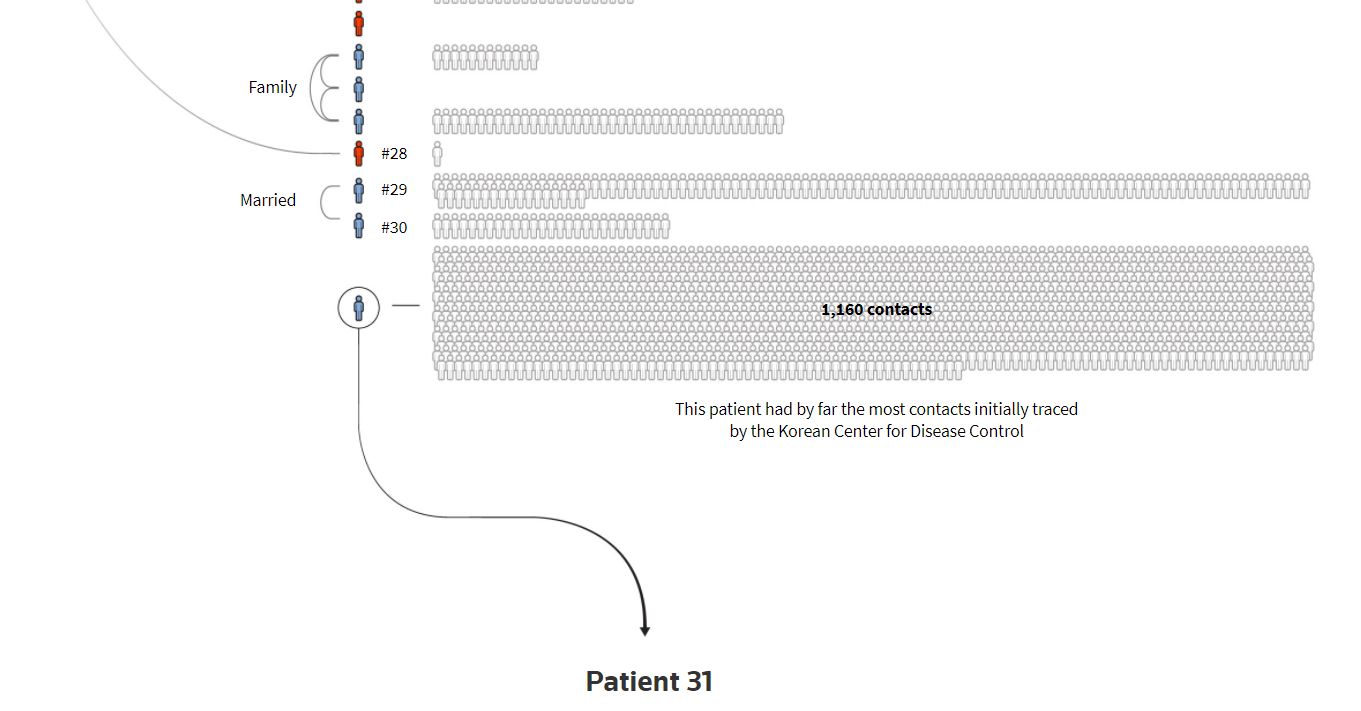 Family
#28
#29
Married
#30
1,160 contacts
This patient had by far the most contacts initially traced
by the Korean Center for Disease Control
Patient 31